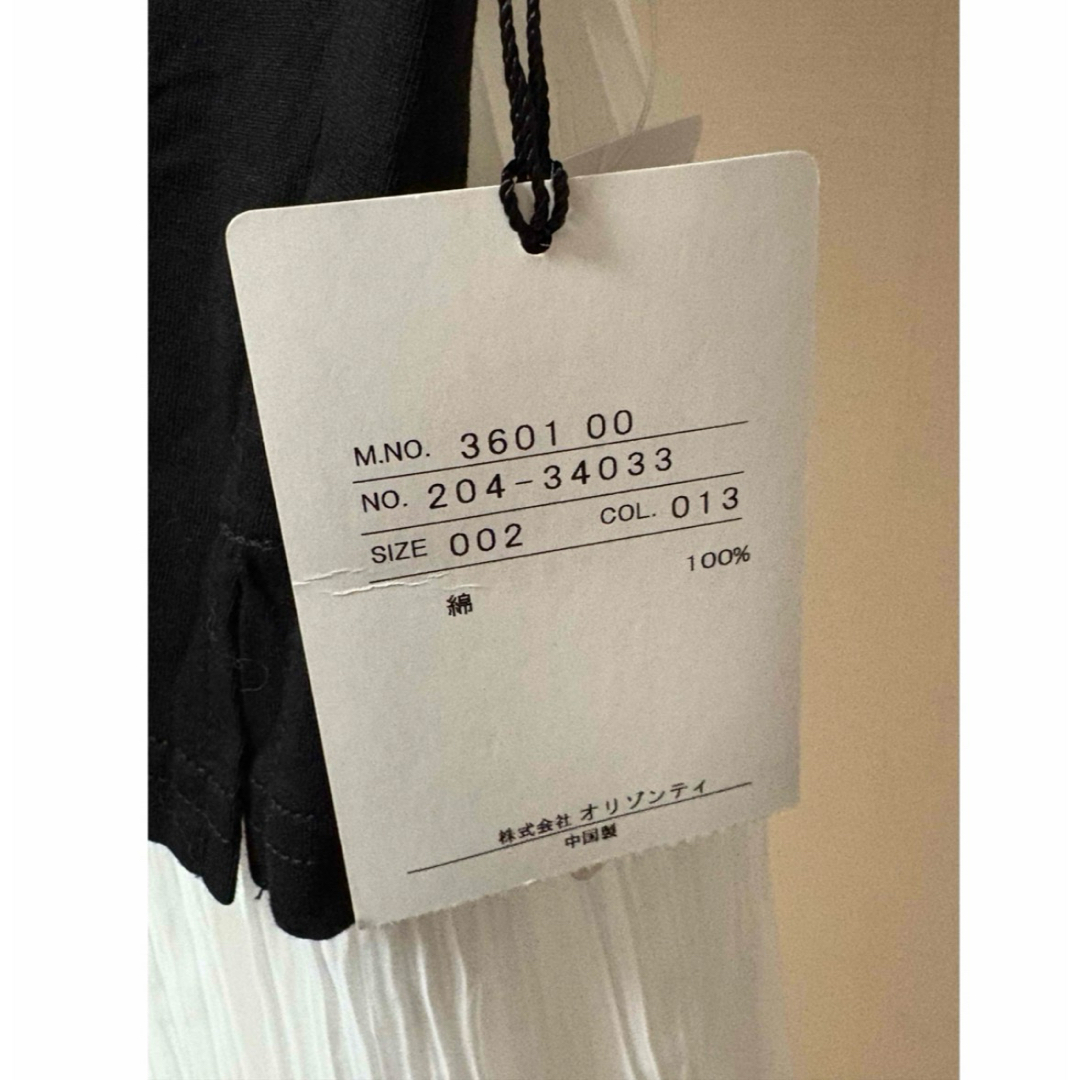 M.NO. 3601 00
NO. 204-34033
SIZE 002 COL. 013
綿 100%
株式会社 オリゾンティ
中国製